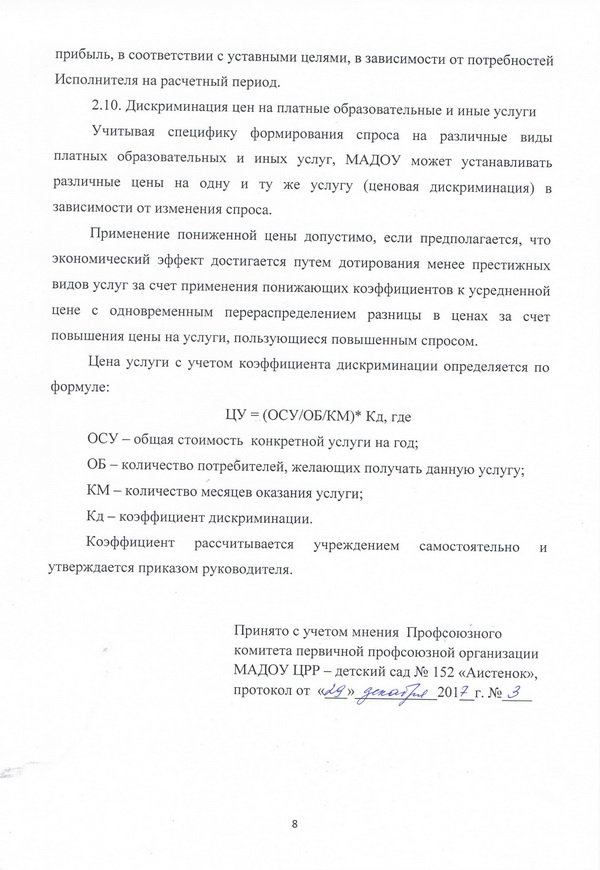 прибыль, в соответствии с уставными целями, в зависимости от потребностей
Исполнителя на расчетный период.
2.10. Дискриминация цен на платные образовательные и иные услуги
Учитывая специфику формирования спроса на различные виды
платных образовательных и иных услуг, МАДОУ может устанавливать
различные цены на одну и ту же услугу (ценовая дискриминация) в
зависимости от изменения спроса.
Применение пониженной цены допустимо, если предполагается, что
экономический эффект достигается путем дотирования менее престижных
видов услуг за счет применения понижающих коэффициентов к усредненной
цене с одновременным перераспределением разницы в ценах за счет
повышения цены на услуги, пользующиеся повышенным спросом.
Цена услуги с учетом коэффициента дискриминации определяется по
формуле:
ЦУ = (ОСУ/ОБ/КМ)* Кд, где
ОСУ – общая стоимость конкретной услуги на год;
ОБ – количество потребителей, желающих получать данную услугу;
КМ – количество месяцев оказания услуги;
Кд – коэффициент дискриминации.
Коэффициент рассчитывается учреждением самостоятельно и
утверждается приказом руководителя.
Принято с учетом мнения Профсоюзного
комитета первичной профсоюзной организации
МАДОУ ЦРР – детский сад № 152 «Аистенок»,
протокол от «29» декабря 2017 г. № 3
8